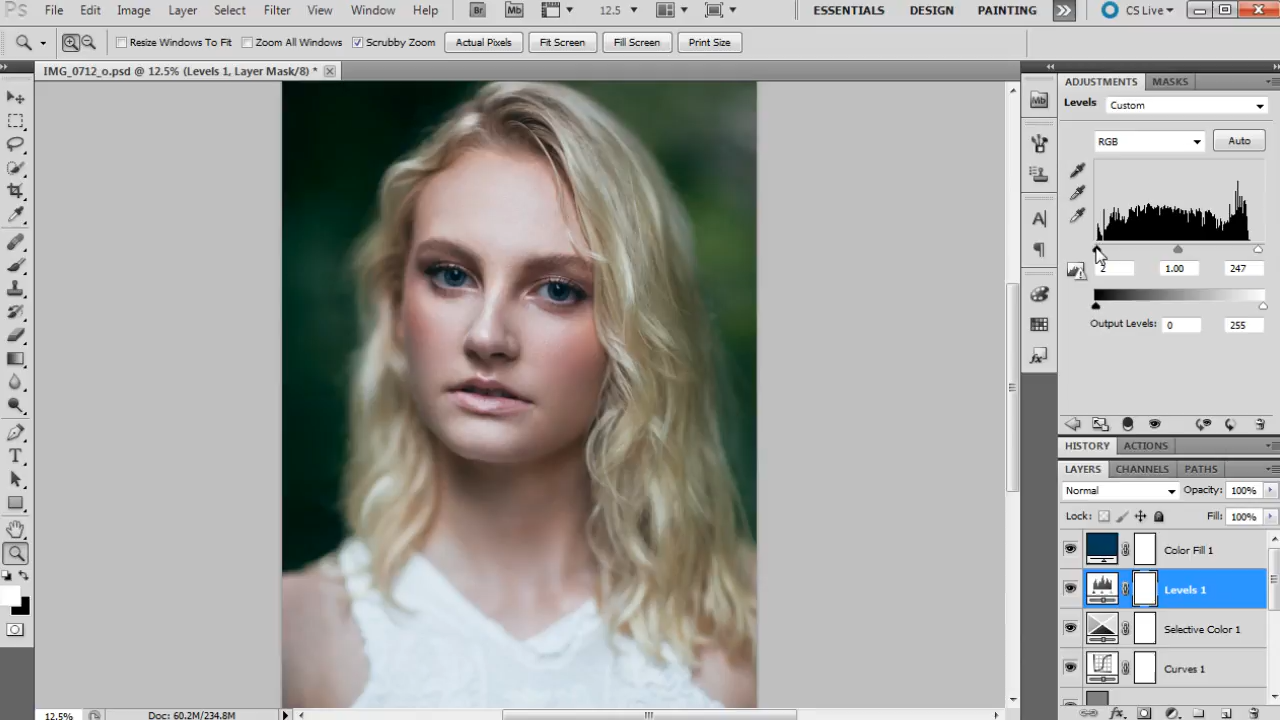 Ps File Edit Image Layer Select Filter View Window Help Br Mb 12.5 ESSENTIALS DESIGN PAINTING CS Live
Resize Windows To Fit Zoom All Windows Scrubby Zoom Actual Pixels Fit Screen Fill Screen Print Size
IMG_0712_o.psd @ 12.5% (Levels 1, Layer Mask/8) *
ADJUSTMENTS MASKS
Mb
Levels Custom
RGB Auto
A
2 1.00 247
Output Levels: 0 255
HISTORY ACTIONS
LAYERS CHANNELS PATHS
Normal Opacity: 100%
Lock: Fill: 100%
Color Fill 1
Levels 1
Selective Color 1
Curves 1
T
12.5% Doc: 60.2M/234.8M
fx